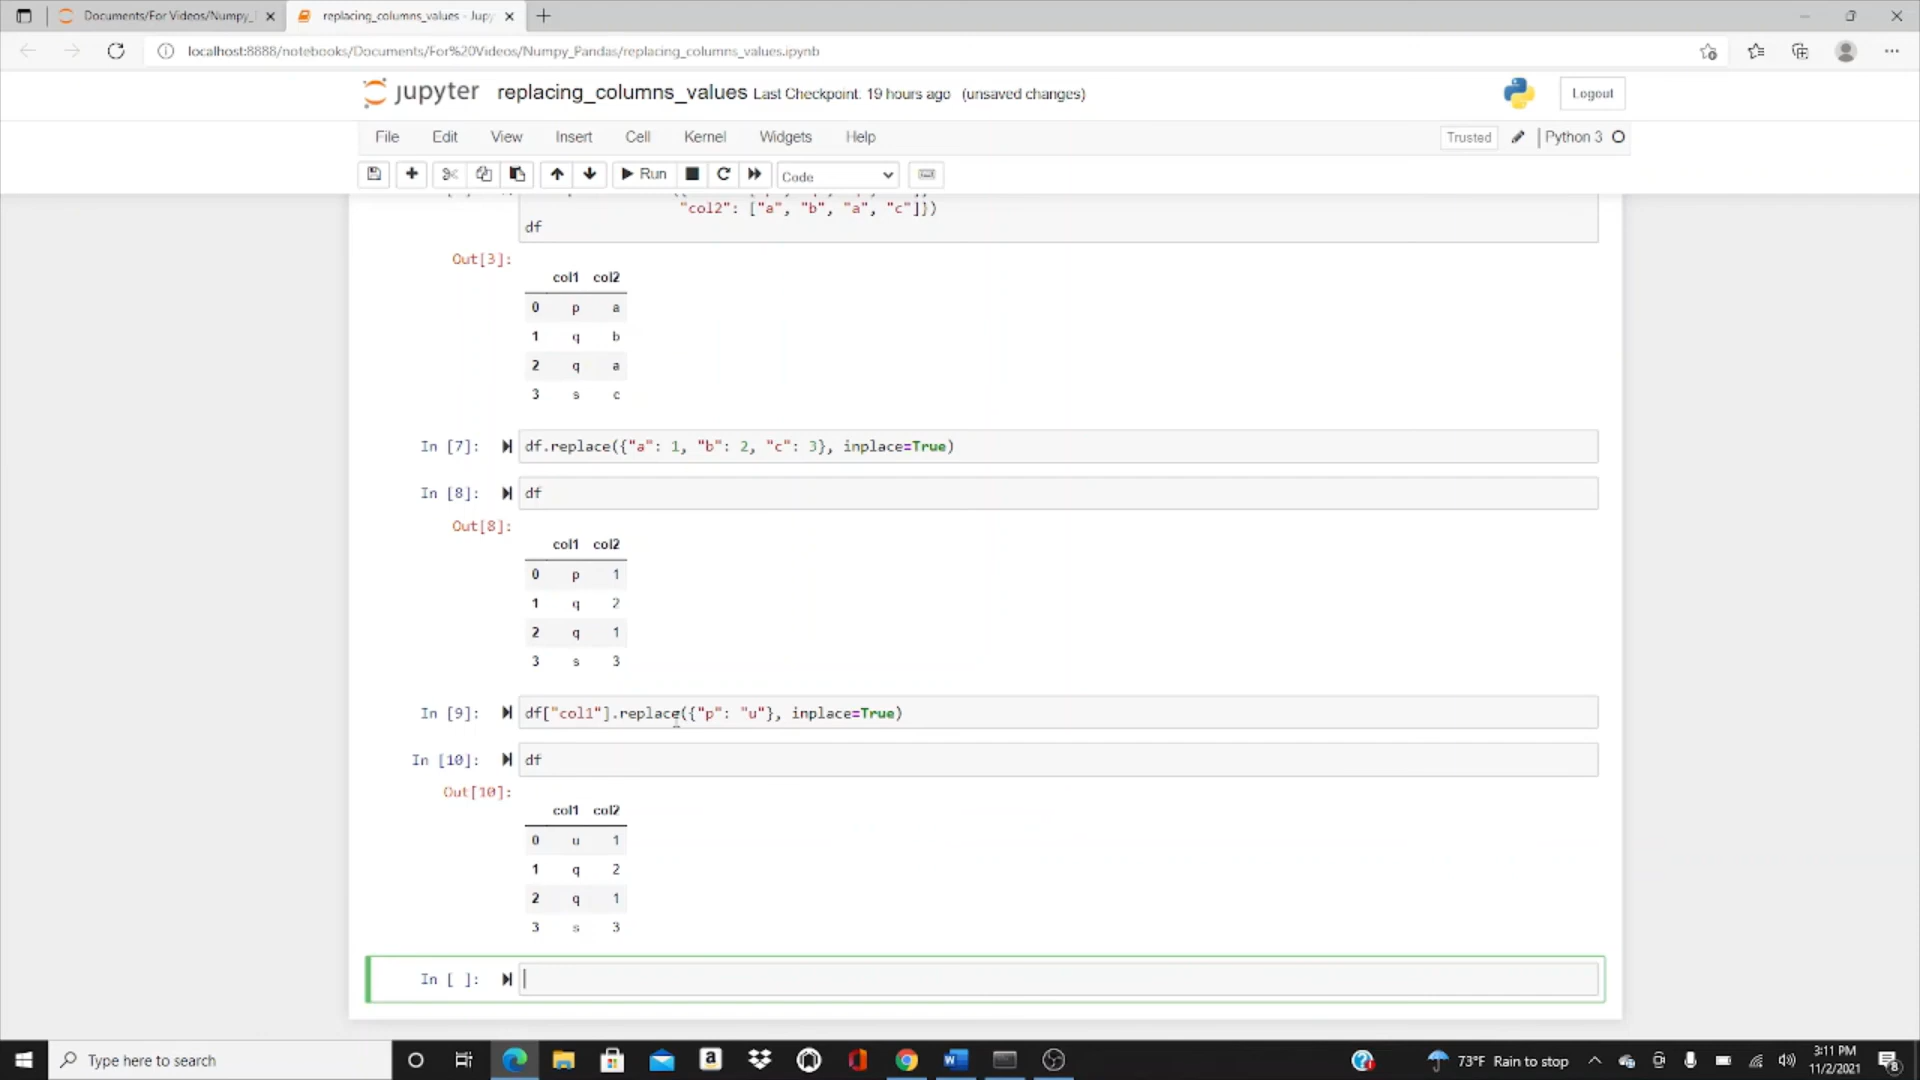 Documents/For Videos/Numpy_
replacing_columns_values - Jupy
localhost:8888/notebooks/Documents/For%20Videos/Numpy_Pandas/replacing_columns_values.ipynb
jupyter replacing_columns_values Last Checkpoint: 19 hours ago (unsaved changes)
Logout
File Edit View Insert Cell Kernel Widgets Help
Trusted
Python 3
Run
Code
"col2": ["a", "b", "a", "c"]})
df
Out[3]:
col1 col2
0 p a
1 q b
2 q a
3 s c
In [7]: df.replace({"a": 1, "b": 2, "c": 3}, inplace=True)
In [8]: df
Out[8]:
col1 col2
0 p 1
1 q 2
2 q 1
3 s 3
In [9]: df["col1"].replace({"p": "u"}, inplace=True)
In [10]: df
Out[10]:
col1 col2
0 u 1
1 q 2
2 q 1
3 s 3
In [ ]:
Type here to search
73°F Rain to stop
3:11 PM
11/2/2021
8